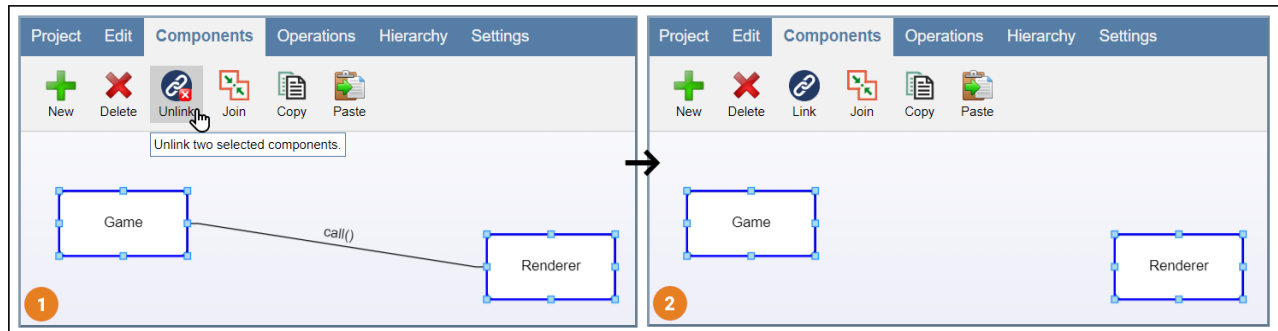 Project Edit Components Operations Hierarchy Settings
New Delete Unlink Join Copy Paste
Unlink two selected components.
Game
call()
Renderer
1
Project Edit Components Operations Hierarchy Settings
New Delete Link Join Copy Paste
Game
Renderer
2